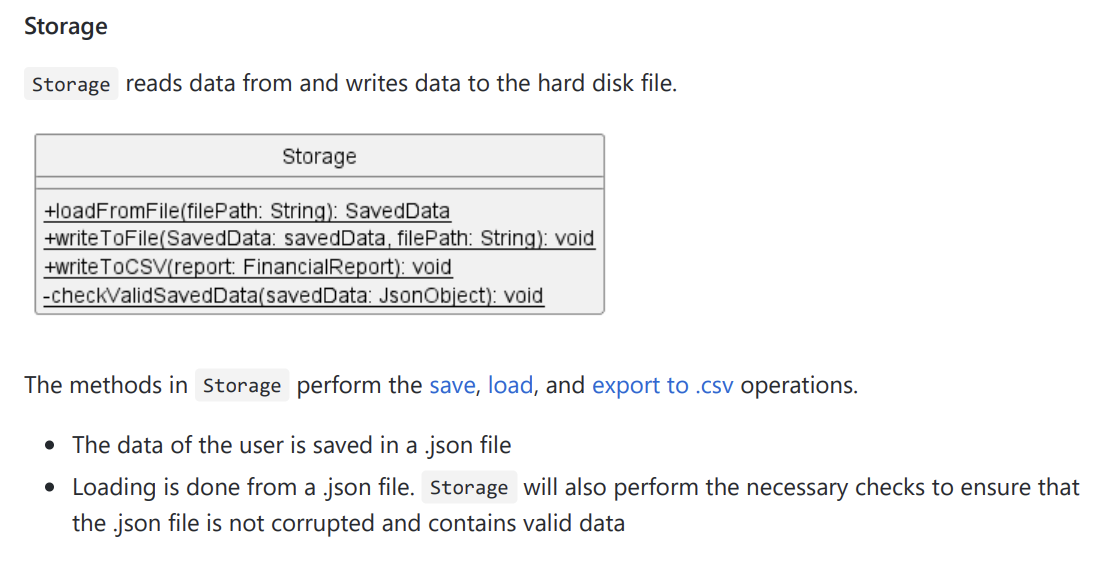 Storage
Storage reads data from and writes data to the hard disk file.
Storage
+loadFromFile(filePath: String): SavedData
+writeToFile(SavedData: savedData, filePath: String): void
+writeToCSV(report: FinancialReport): void
-checkValidSavedData(savedData: JsonObject): void
The methods in Storage perform the save, load, and export to .csv operations.
• The data of the user is saved in a .json file
• Loading is done from a .json file. Storage will also perform the necessary checks to ensure that
the .json file is not corrupted and contains valid data